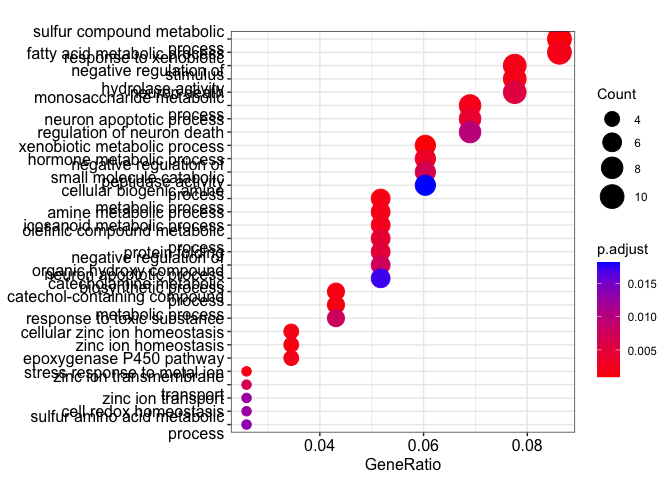 sulfur compound metabolic
process
fatty acid metabolic process
response to xenobiotic
stimulus
negative regulation of
hydrolase activity
neuron death
monosaccharide metabolic
process
neuron apoptotic process
regulation of neuron death
xenobiotic metabolic process
hormone metabolic process
negative regulation of
peptidase activity
small molecule catabolic
process
cellular biogenic amine
metabolic process
amine metabolic process
icosanoid metabolic process
olefinic compound metabolic
process
protein folding
negative regulation of
neuron apoptotic process
organic hydroxy compound
biosynthetic process
catecholamine metabolic
process
catechol-containing compound
metabolic process
response to toxic substance
cellular zinc ion homeostasis
zinc ion homeostasis
epoxygenase P450 pathway
stress response to metal ion
zinc ion transmembrane
transport
zinc ion transport
cell redox homeostasis
sulfur amino acid metabolic
process
0.04
0.06
0.08
GeneRatio
Count
4
6
8
10
p.adjust
0.015
0.010
0.005